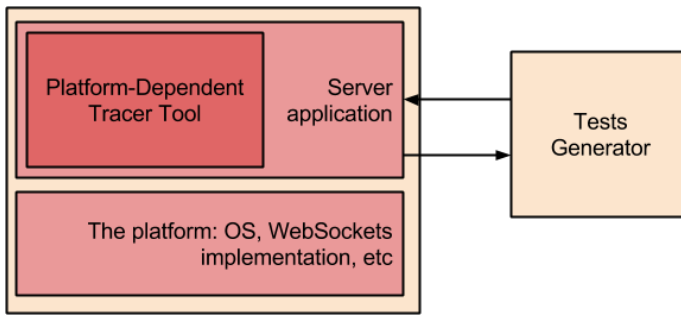 Platform-Dependent
Tracer Tool
Server
application
Tests
Generator
The platform: OS, WebSockets
implementation, etc